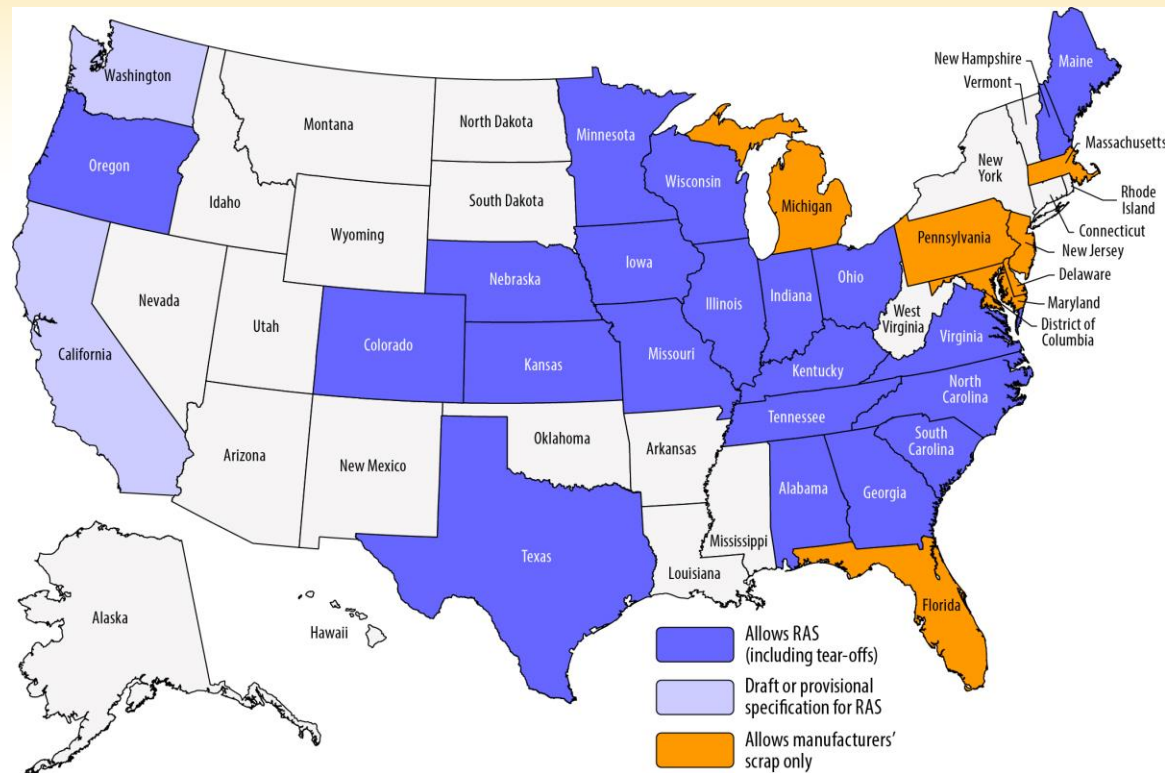 Washington
Oregon
California
Nevada
Idaho
Montana
Wyoming
Utah
Arizona
Colorado
New Mexico
North Dakota
South Dakota
Nebraska
Kansas
Oklahoma
Texas
Minnesota
Iowa
Missouri
Arkansas
Louisiana
Wisconsin
Illinois
Michigan
Indiana
Ohio
Kentucky
Tennessee
Mississippi
Alabama
Georgia
Florida
South
Carolina
North
Carolina
Virginia
West
Virginia
Pennsylvania
New
York
New Hampshire
Vermont
Maine
Massachusetts
Rhode
Island
Connecticut
New Jersey
Delaware
Maryland
District of
Columbia
Alaska
Hawaii
Allows RAS
(including tear-offs)
Draft or provisional
specification for RAS
Allows manufacturers'
scrap only